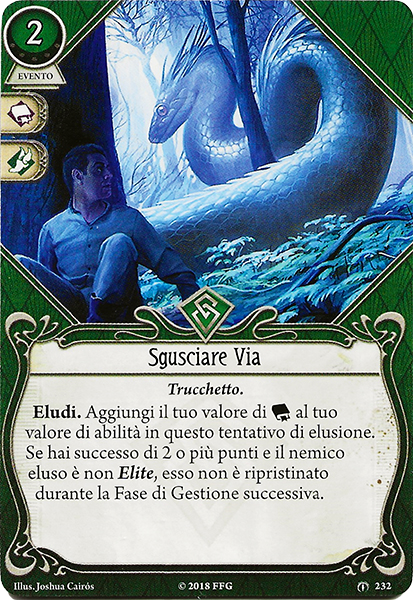 2
EVENTO
Sgusciare Via
Trucchetto.
Eludi. Aggiungi il tuo valore di al tuo
valore di abilità in questo tentativo di elusione.
Se hai successo di 2 o più punti e il nemico
eluso è non Elite, esso non è ripristinato
durante la Fase di Gestione successiva.
Illus. Joshua Cairós © 2018 FFG 232